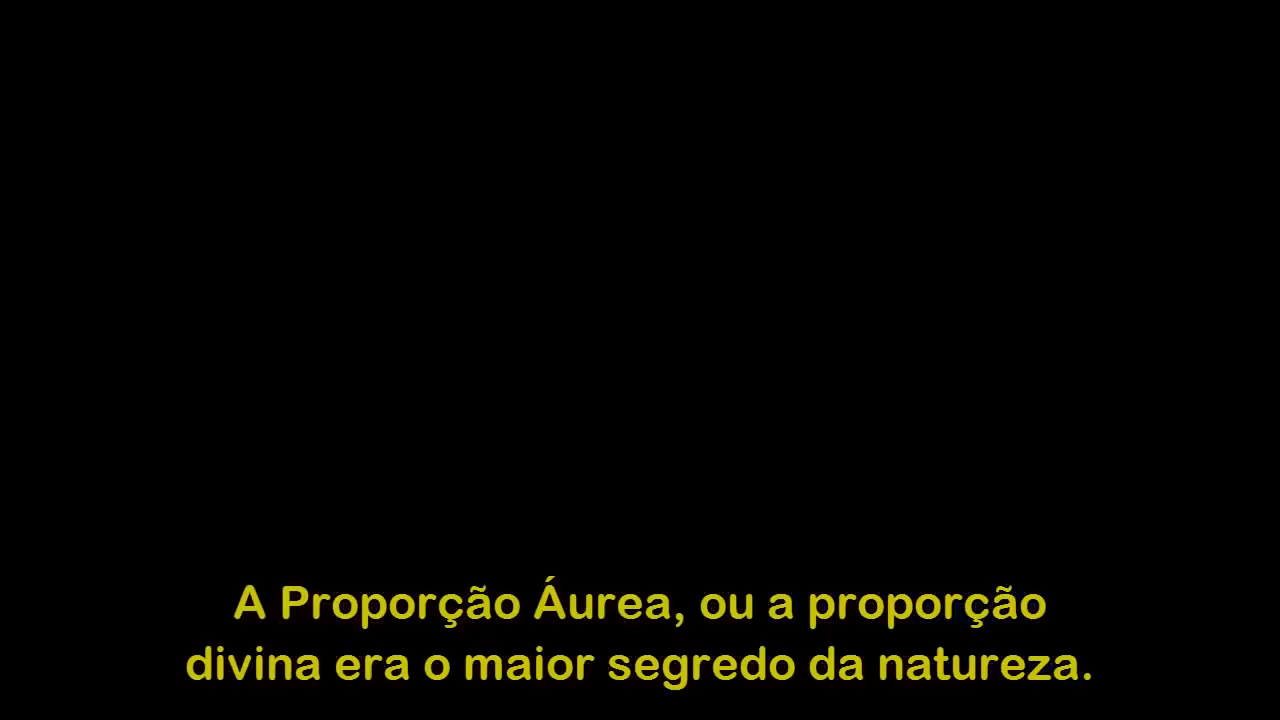 A Proporção Áurea, ou a proporção
divina era o maior segredo da natureza.